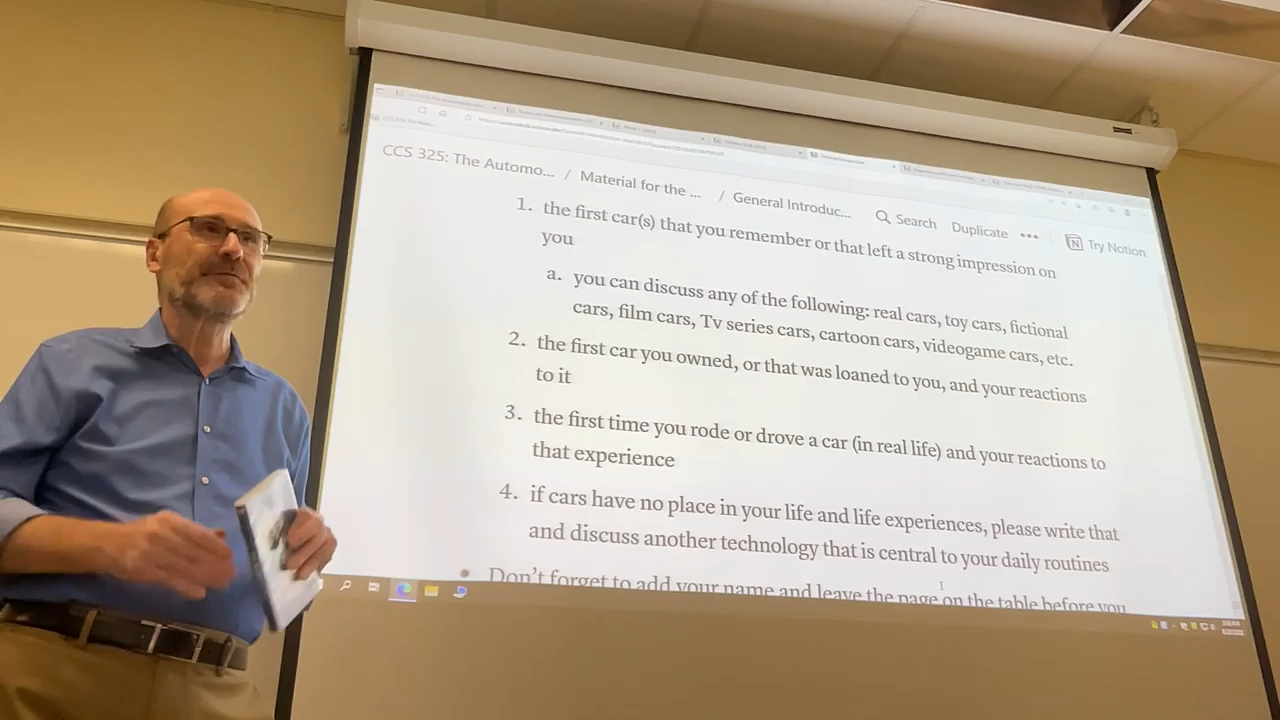 CCS 325: The Automo... / Material for the ... / General Introduc... Search Duplicate ••• Try Notion
1. the first car(s) that you remember or that left a strong impression on
you
a. you can discuss any of the following: real cars, toy cars, fictional
cars, film cars, Tv series cars, cartoon cars, videogame cars, etc.
2. the first car you owned, or that was loaned to you, and your reactions
to it
3. the first time you rode or drove a car (in real life) and your reactions to
that experience
4. if cars have no place in your life and life experiences, please write that
and discuss another technology that is central to your daily routines
• Don't forget to add your name and leave the page on the table before you